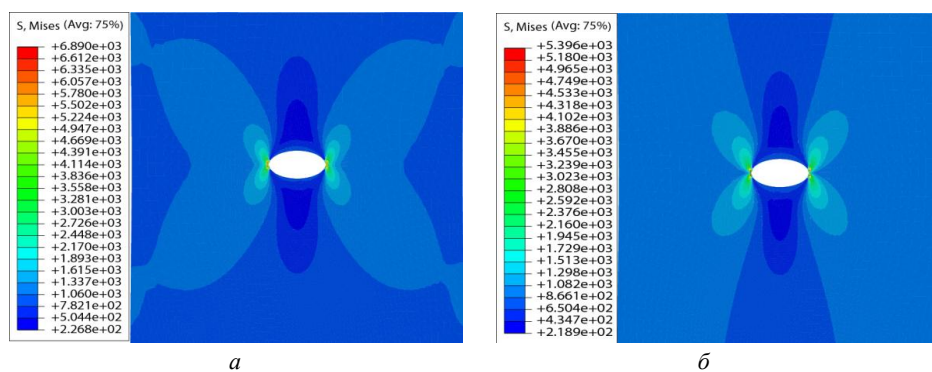 S, Mises (Avg: 75%)
+6.890e+03
+6.612e+03
+6.335e+03
+6.057e+03
+5.780e+03
+5.502e+03
+5.224e+03
+4.947e+03
+4.669e+03
+4.391e+03
+4.114e+03
+3.836e+03
+3.558e+03
+3.281e+03
+3.003e+03
+2.726e+03
+2.448e+03
+2.170e+03
+1.893e+03
+1.615e+03
+1.337e+03
+1.060e+03
+7.821e+02
+5.044e+02
+2.268e+02
а
S, Mises (Avg: 75%)
+5.396e+03
+5.180e+03
+4.965e+03
+4.749e+03
+4.533e+03
+4.318e+03
+4.102e+03
+3.886e+03
+3.670e+03
+3.455e+03
+3.239e+03
+3.023e+03
+2.808e+03
+2.592e+03
+2.376e+03
+2.160e+03
+1.945e+03
+1.729e+03
+1.513e+03
+1.298e+03
+1.082e+03
+8.661e+02
+6.504e+02
+4.347e+02
+2.189e+02
б